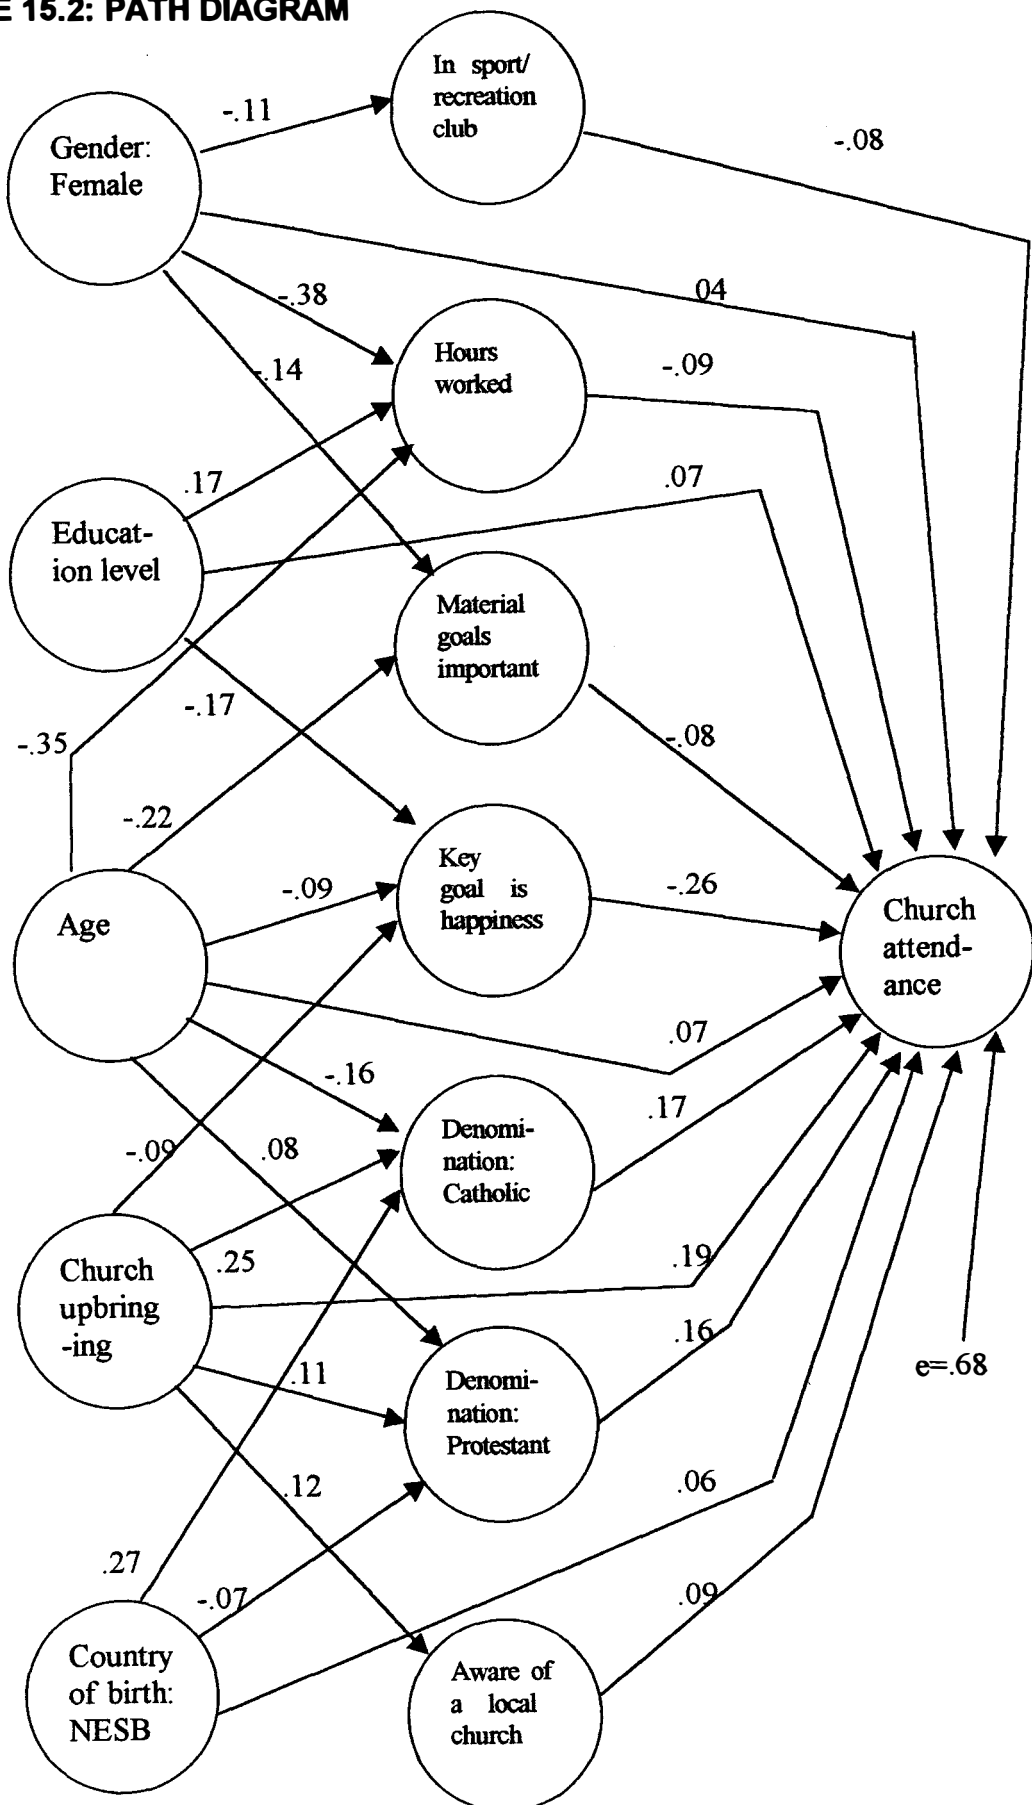 E 15.2: PATH DIAGRAM
In sport/
recreation
club
-.11
Gender:
Female
-.08
04
-.38
Hours
worked
-.09
-.14
.17
.07
Educat-
ion level
Material
goals
important
-.17
-.35
-.08
-.22
Key
goal is
happiness
-.09
-.26
Age
Church
attend-
ance
.07
-.16
.17
Denomi-
nation:
Catholic
-.09
.08
.25
.19
Church
upbring
-ing
.16
e=.68
.11
Denomi-
nation:
Protestant
.12
.06
.27
-.07
.09
Country
of birth:
NESB
Aware of
a local
church